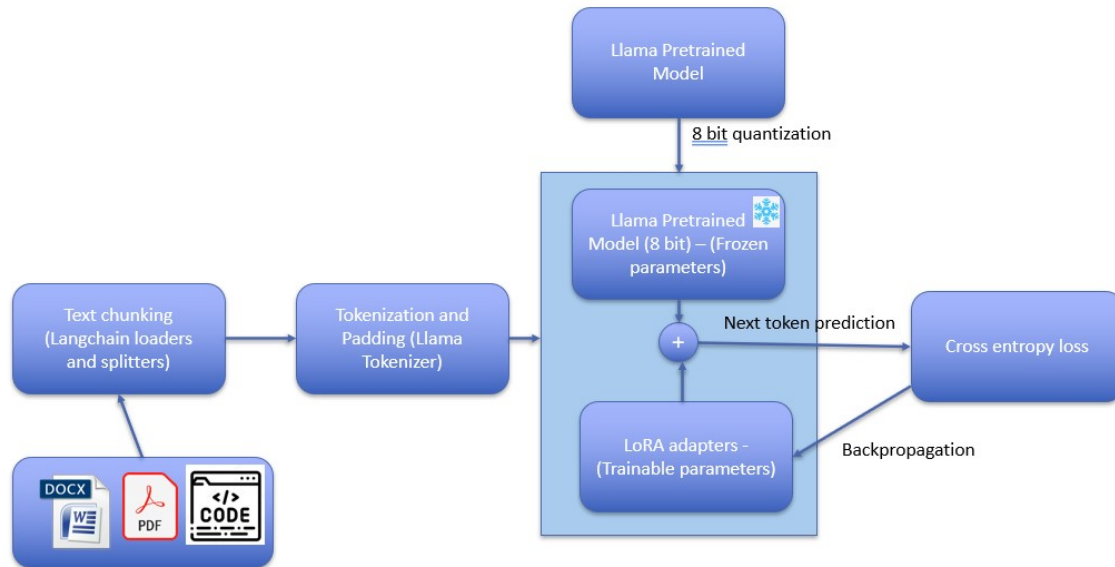 Llama Pretrained
Model
8 bit quantization
Llama Pretrained
Model (8 bit) – (Frozen
parameters)
Text chunking
(Langchain loaders
and splitters)
Tokenization and
Padding (Llama
Tokenizer)
+
Next token prediction
Cross entropy loss
LoRA adapters -
(Trainable parameters)
Backpropagation
DOCX
W
PDF
</>
CODE